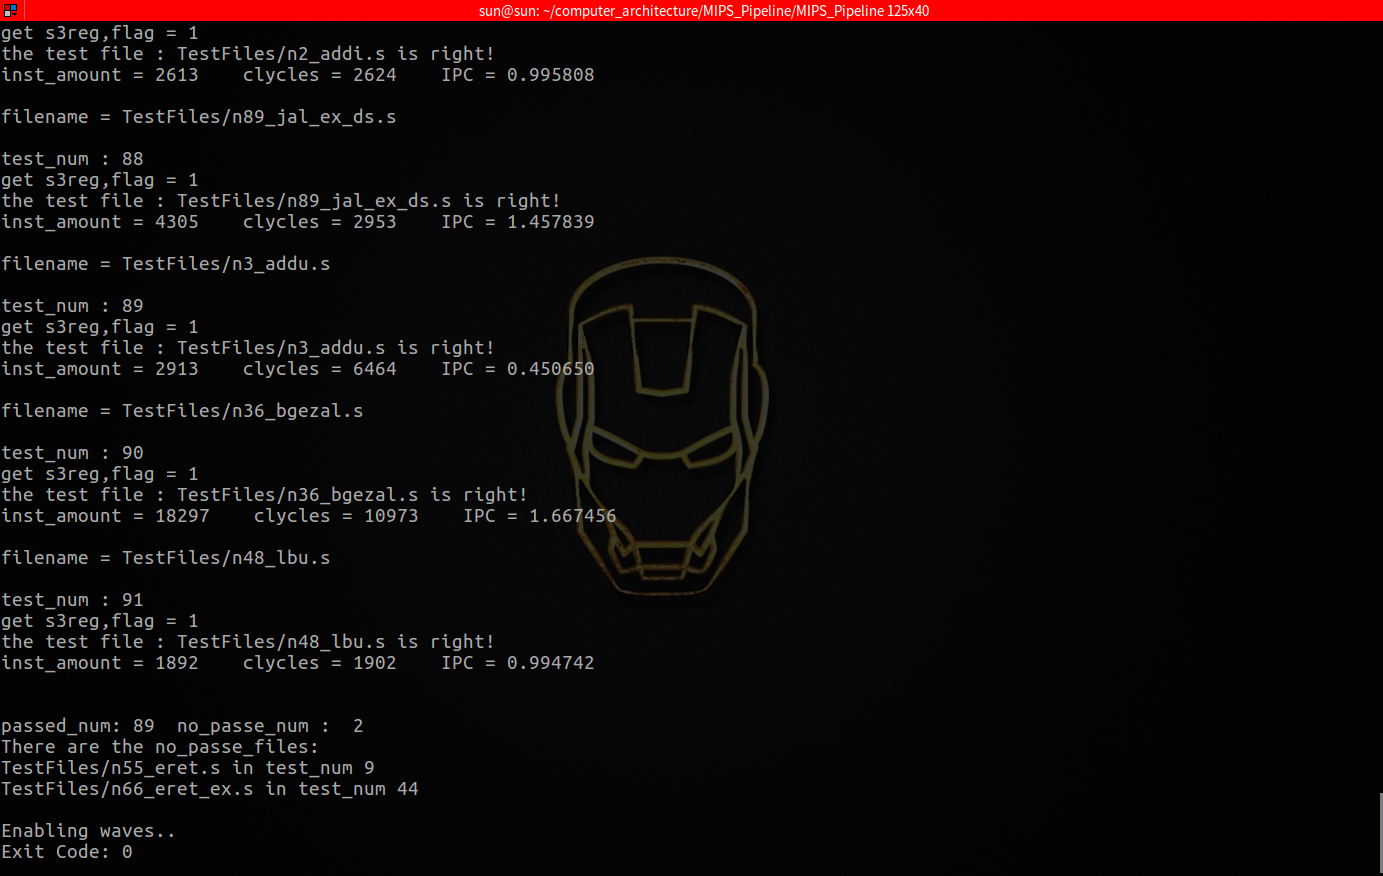 sun@sun: ~/computer_architecture/MIPS_Pipeline/MIPS_Pipeline 125x40
get s3reg,flag = 1
the test file : TestFiles/n2_addi.s is right!
inst_amount = 2613    clycles = 2624    IPC = 0.995808
filename = TestFiles/n89_jal_ex_ds.s
test_num : 88
get s3reg,flag = 1
the test file : TestFiles/n89_jal_ex_ds.s is right!
inst_amount = 4305    clycles = 2953    IPC = 1.457839
filename = TestFiles/n3_addu.s
test_num : 89
get s3reg,flag = 1
the test file : TestFiles/n3_addu.s is right!
inst_amount = 2913    clycles = 6464    IPC = 0.450650
filename = TestFiles/n36_bgezal.s
test_num : 90
get s3reg,flag = 1
the test file : TestFiles/n36_bgezal.s is right!
inst_amount = 18297    clycles = 10973    IPC = 1.667456
filename = TestFiles/n48_lbu.s
test_num : 91
get s3reg,flag = 1
the test file : TestFiles/n48_lbu.s is right!
inst_amount = 1892    clycles = 1902    IPC = 0.994742
passed_num: 89  no_passe_num :  2
There are the no_passe_files:
TestFiles/n55_eret.s in test_num 9
TestFiles/n66_eret_ex.s in test_num 44
Enabling waves..
Exit Code: 0